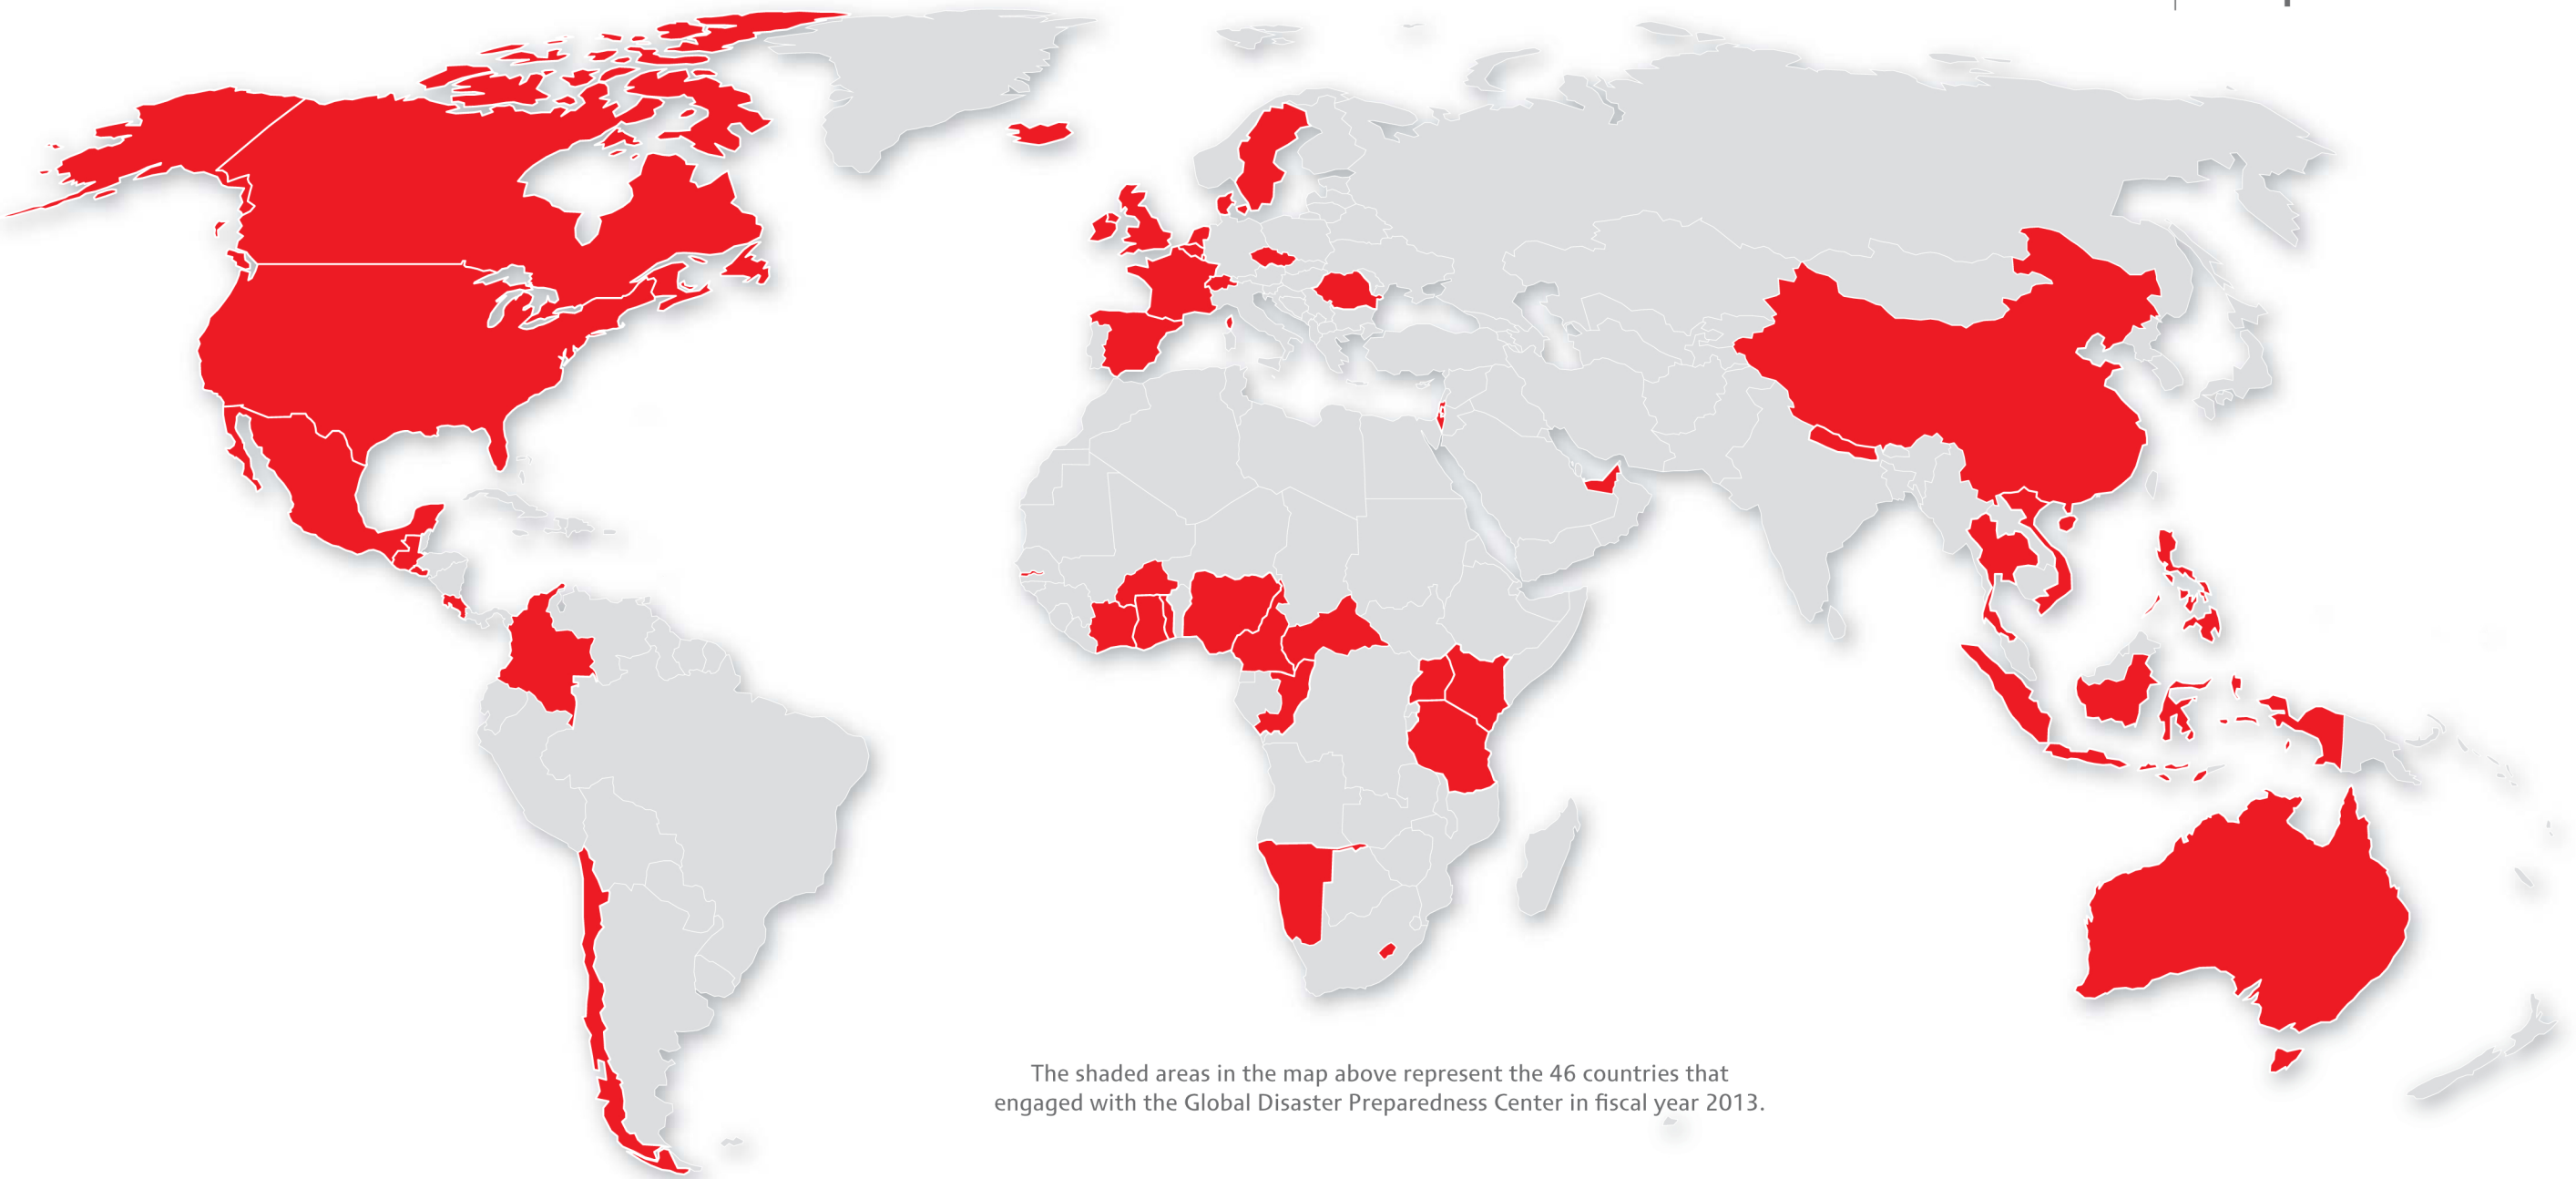 The shaded areas in the map above represent the 46 countries that
engaged with the Global Disaster Preparedness Center in fiscal year 2013.